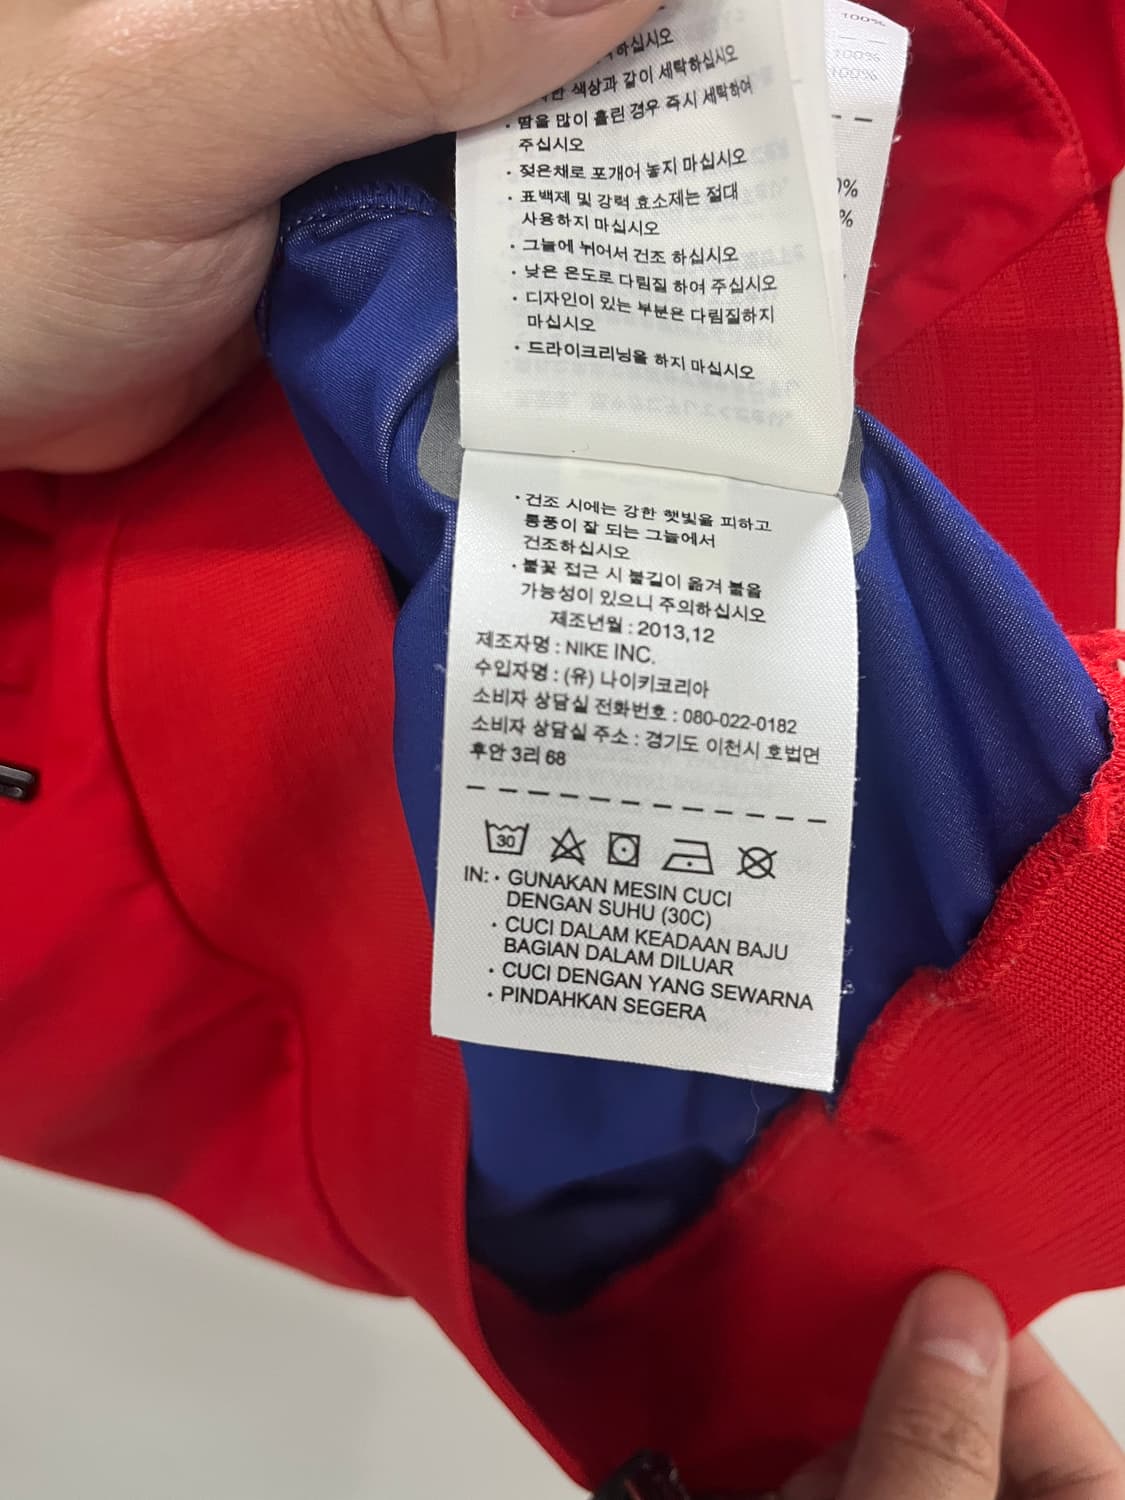 하십시오
색상과 같이 세탁하십시오
• 땀을 많이 흘린 경우 즉시 세탁하여
주십시오
• 젖은채로 포개어 놓지 마십시오
• 표백제 및 강력 효소제는 절대
사용하지 마십시오
• 그늘에 뉘어서 건조 하십시오
• 낮은 온도로 다림질 하여 주십시오
• 디자인이 있는 부분은 다림질하지
마십시오
• 드라이크리닝을 하지 마십시오
100%
100%
100%
• 건조 시에는 강한 햇빛을 피하고
통풍이 잘 되는 그늘에서
건조하십시오
• 불꽃 접근 시 불길이 옮겨 붙을
가능성이 있으니 주의하십시오
제조년월 : 2013,12
제조자명 : NIKE INC.
수입자명 : (유) 나이키코리아
소비자 상담실 전화번호 : 080-022-0182
소비자 상담실 주소 : 경기도 이천시 호법면
후안 3리 68
30
IN: • GUNAKAN MESIN CUCI
DENGAN SUHU (30C)
• CUCI DALAM KEADAAN BAJU
BAGIAN DALAM DILUAR
• CUCI DENGAN YANG SEWARNA
• PINDAHKAN SEGERA